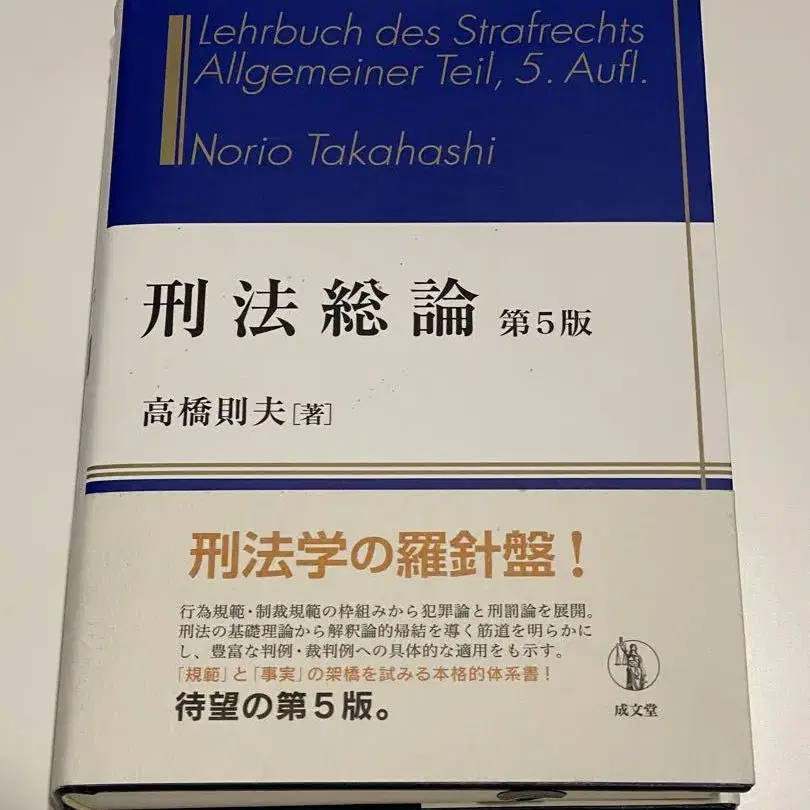 Lehrbuch des Strafrechts
Allgemeiner Teil, 5. Aufl.
Norio Takahashi
刑法総論 第5版
高橋則夫[著]
刑法学の羅針盤!
行為規範・制裁規範の枠組みから犯罪論と刑罰論を展開。
刑法の基礎理論から解釈論的帰結を導く筋道を明らかに
し、豊富な判例・裁判例への具体的な適用をも示す。
「規範」と「事実」の架橋を試みる本格的体系書!
待望の第5版。
成文堂